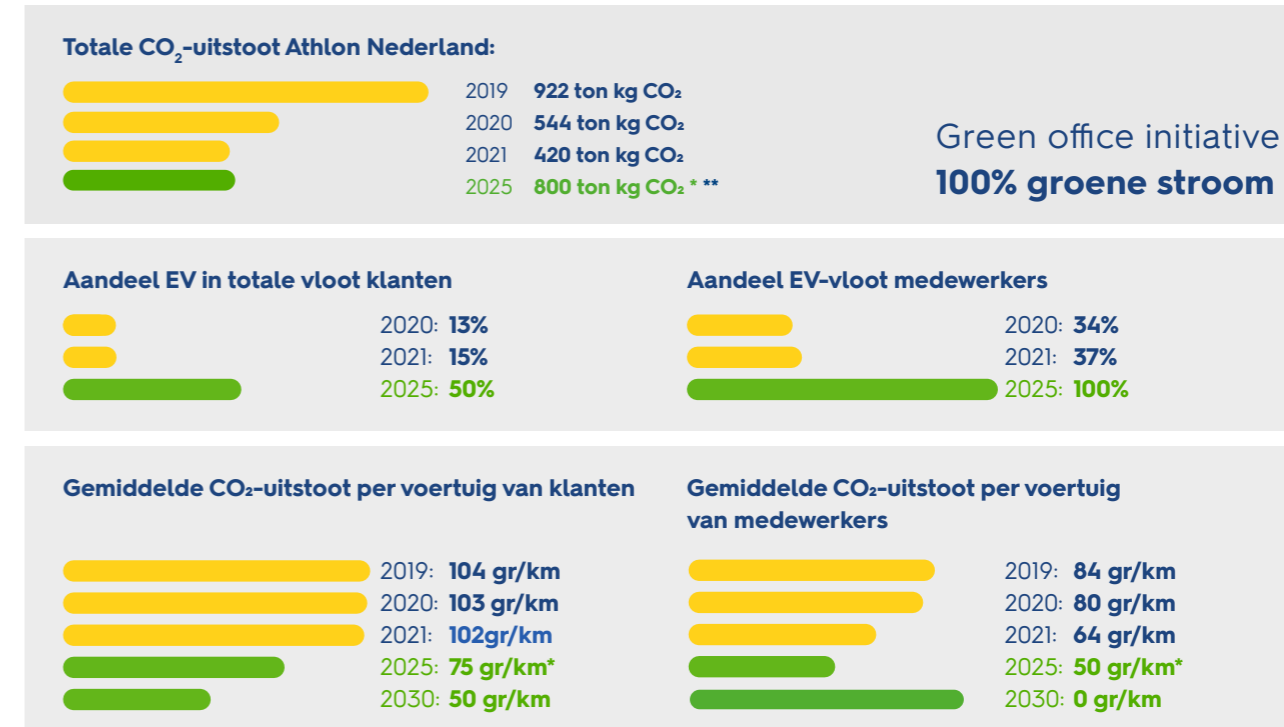 Totale CO₂-uitstoot Athlon Nederland:
2019 922 ton kg CO₂
2020 544 ton kg CO₂
2021 420 ton kg CO₂
2025 800 ton kg CO₂ * **
Green office initiative
100% groene stroom
Aandeel EV in totale vloot klanten
2020: 13%
2021: 15%
2025: 50%
Aandeel EV-vloot medewerkers
2020: 34%
2021: 37%
2025: 100%
Gemiddelde CO₂-uitstoot per voertuig van klanten
2019: 104 gr/km
2020: 103 gr/km
2021: 102gr/km
2025: 75 gr/km*
2030: 50 gr/km
Gemiddelde CO₂-uitstoot per voertuig
van medewerkers
2019: 84 gr/km
2020: 80 gr/km
2021: 64 gr/km
2025: 50 gr/km*
2030: 0 gr/km